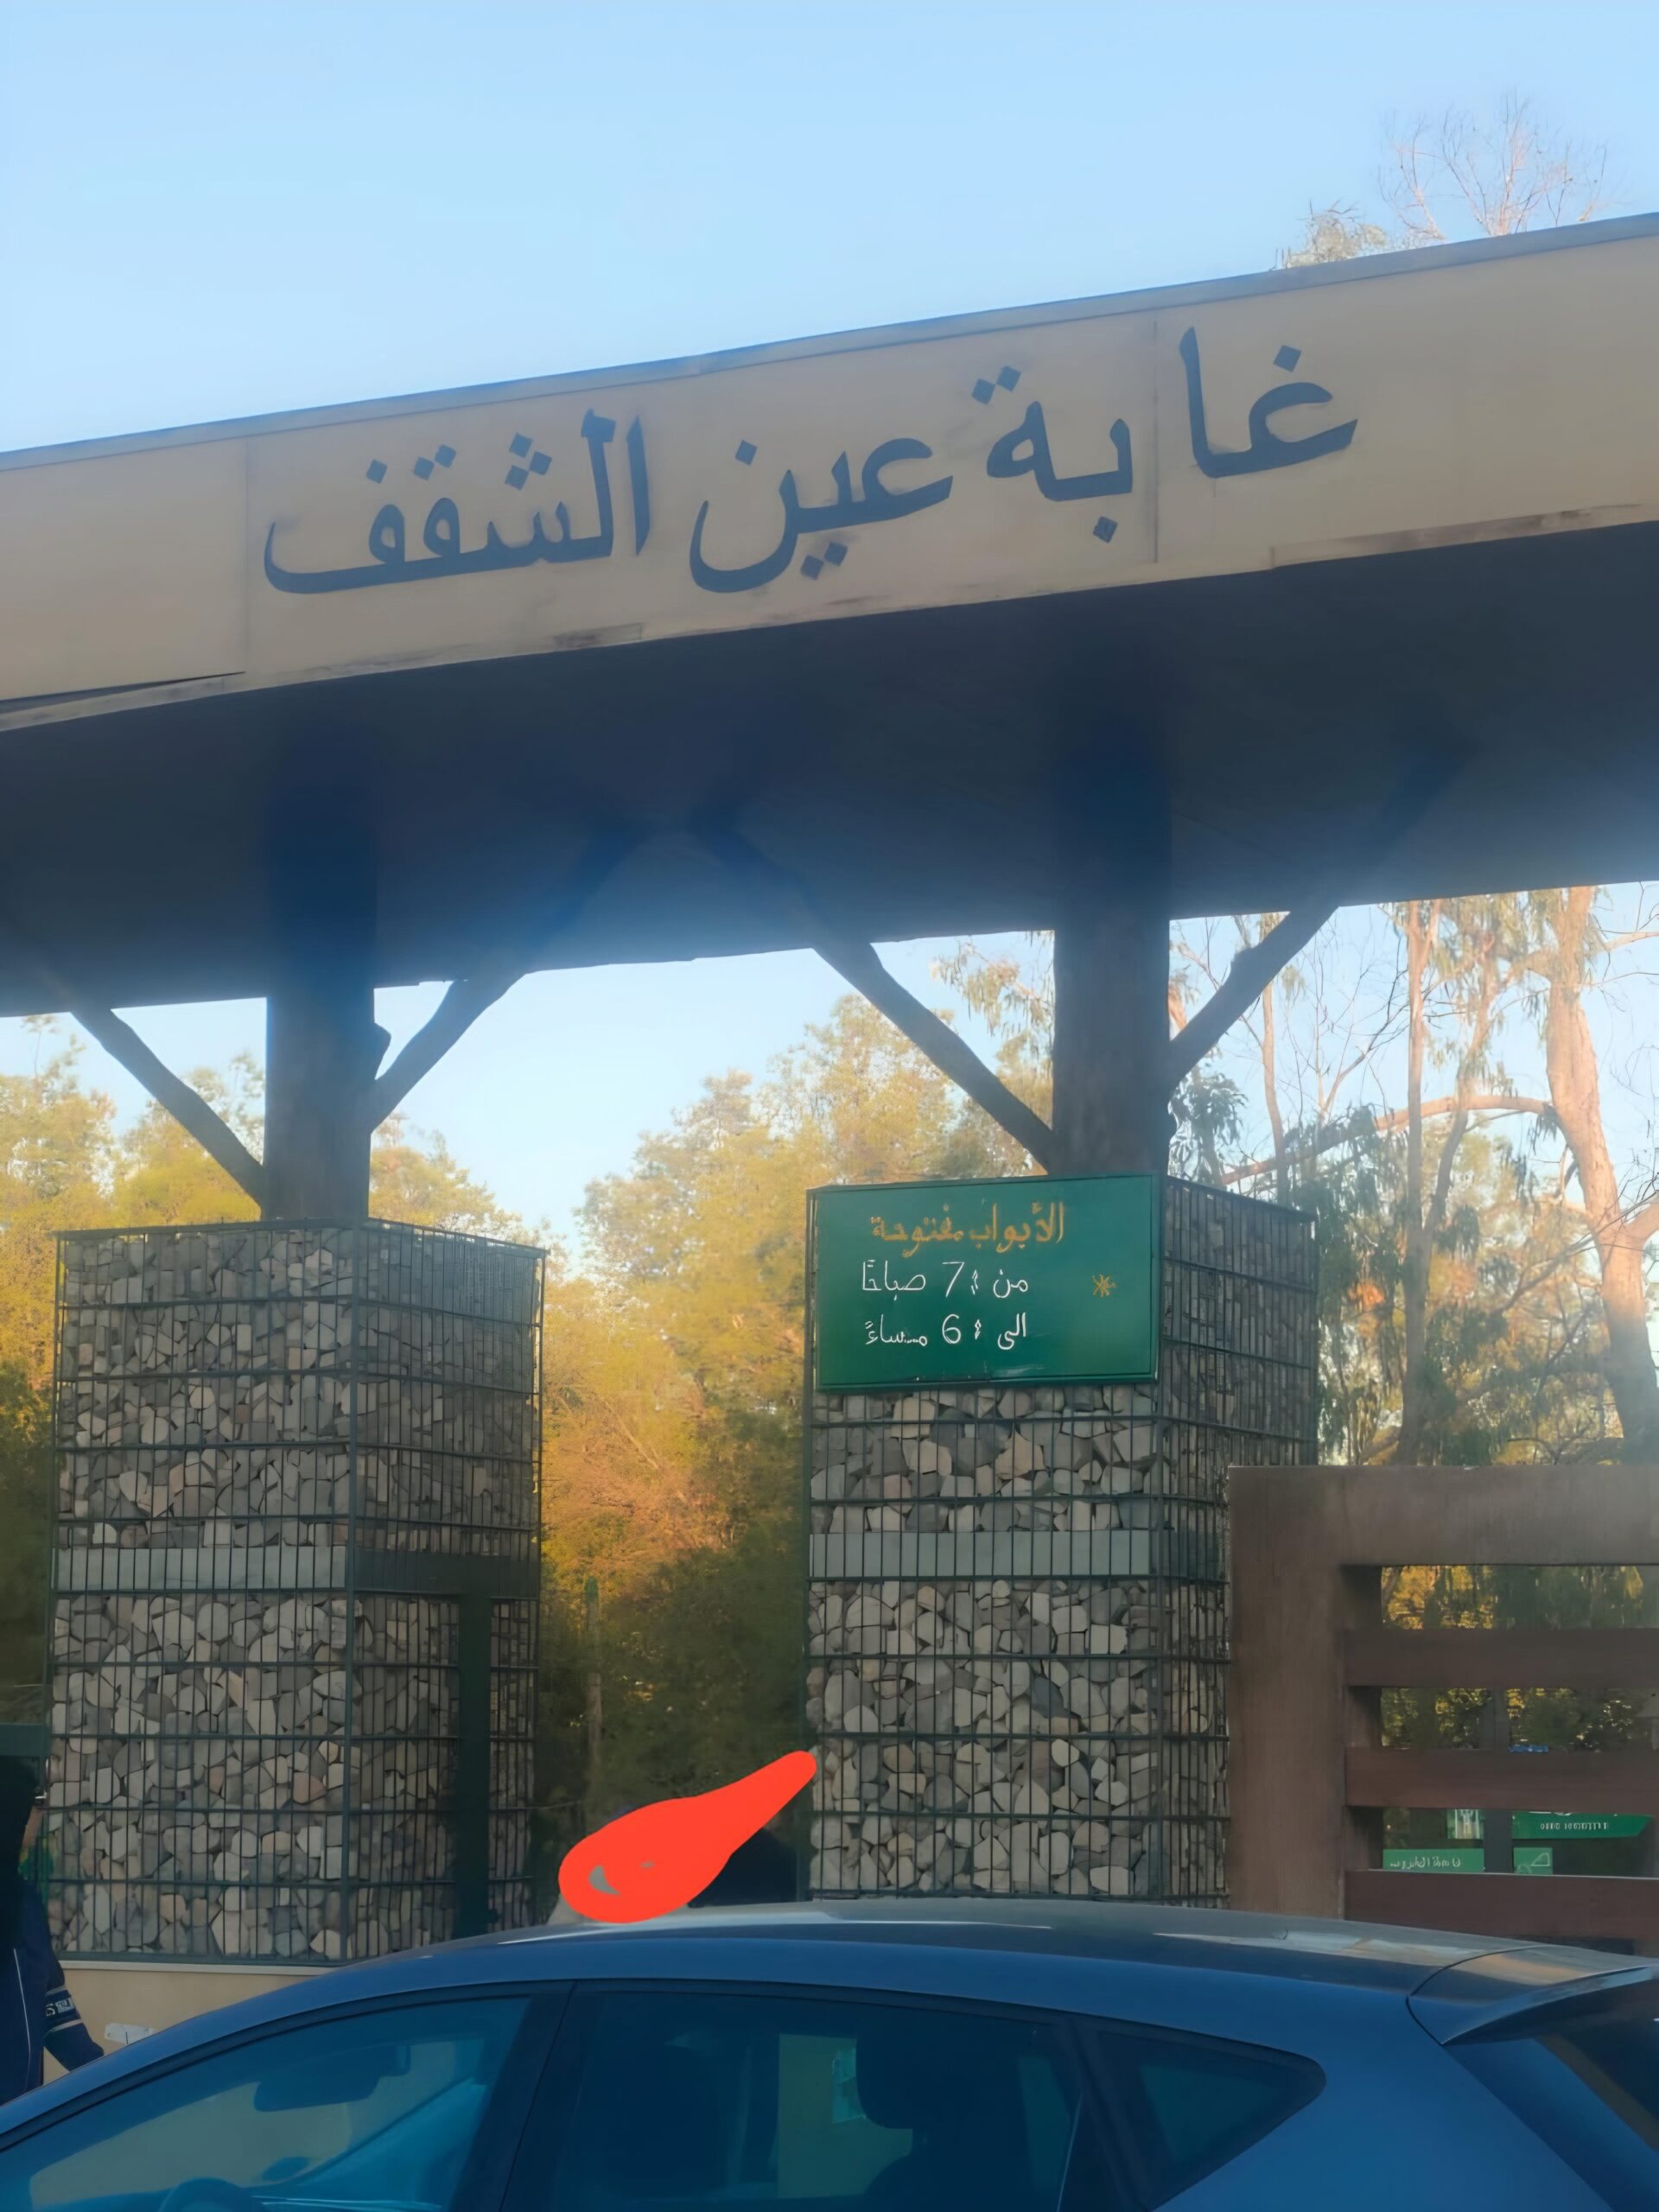 غابة عين الشقف
الأبواب مفتوحة
من : 7 صباحًا
الى : 6 مساءً